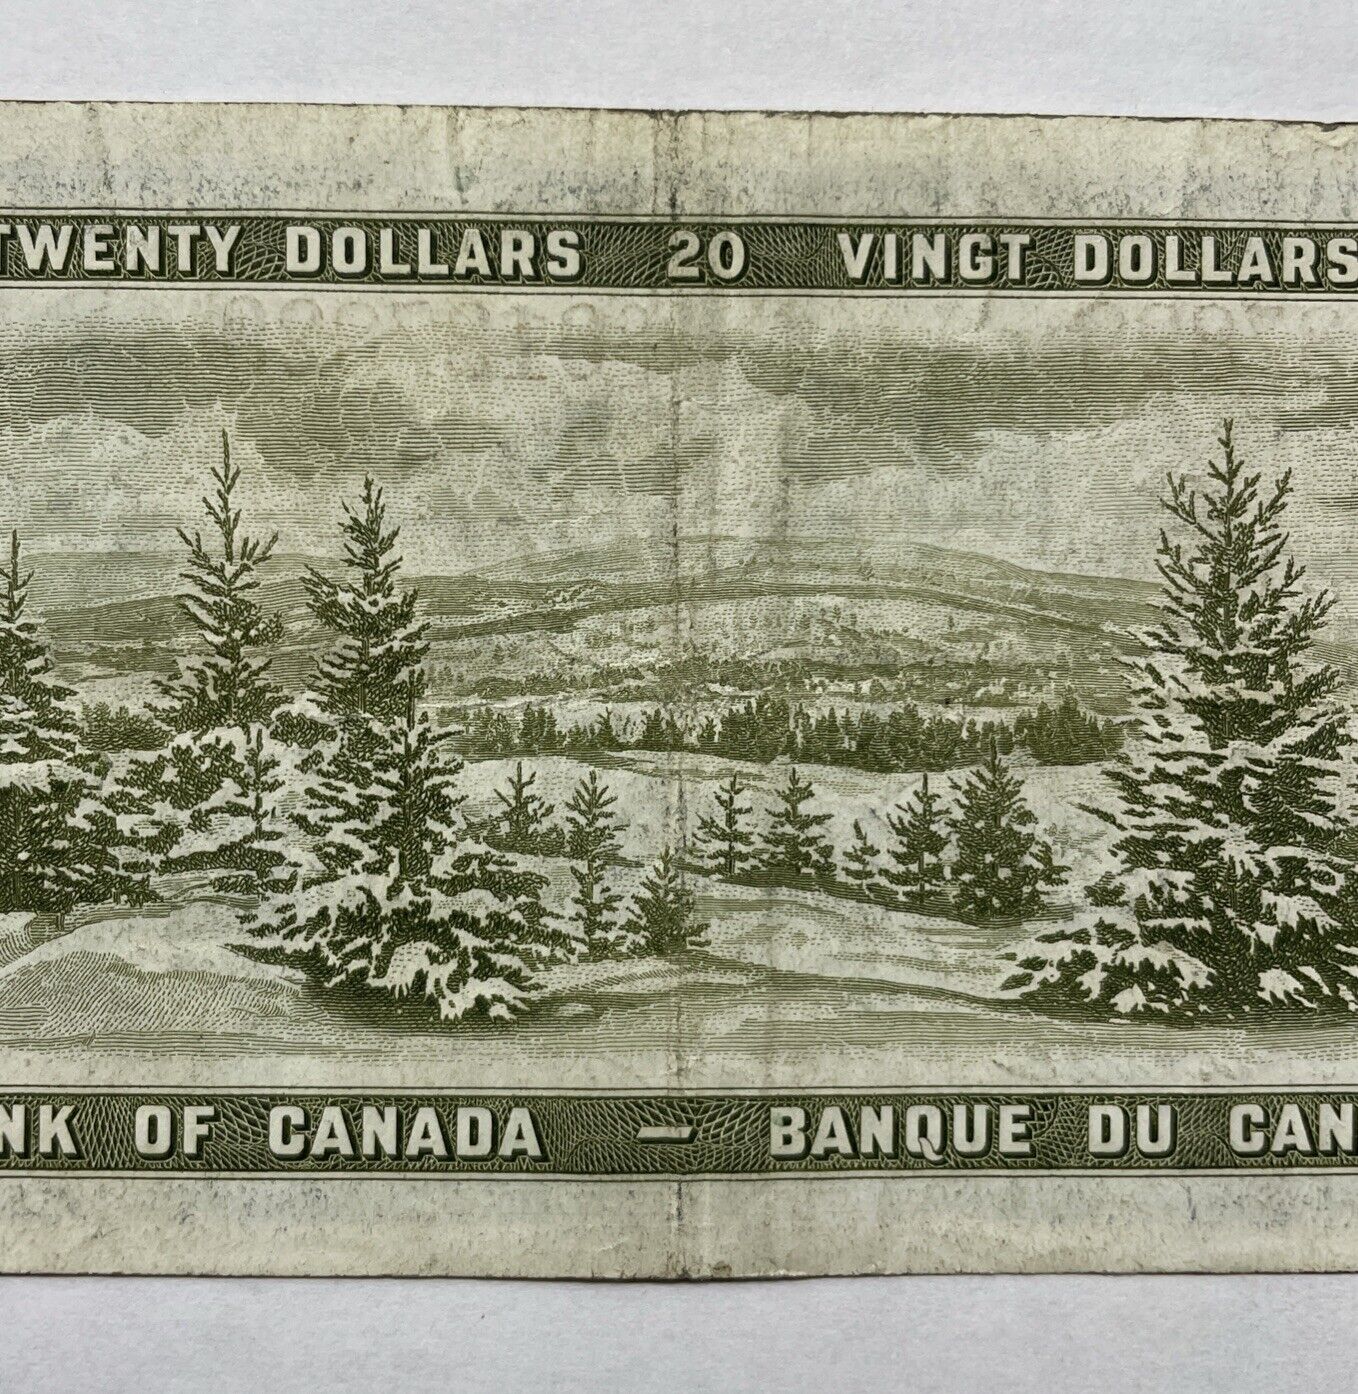 TWENTY DOLLARS 20 VINGT DOLLARS
NK OF CANADA – BANQUE DU CAN